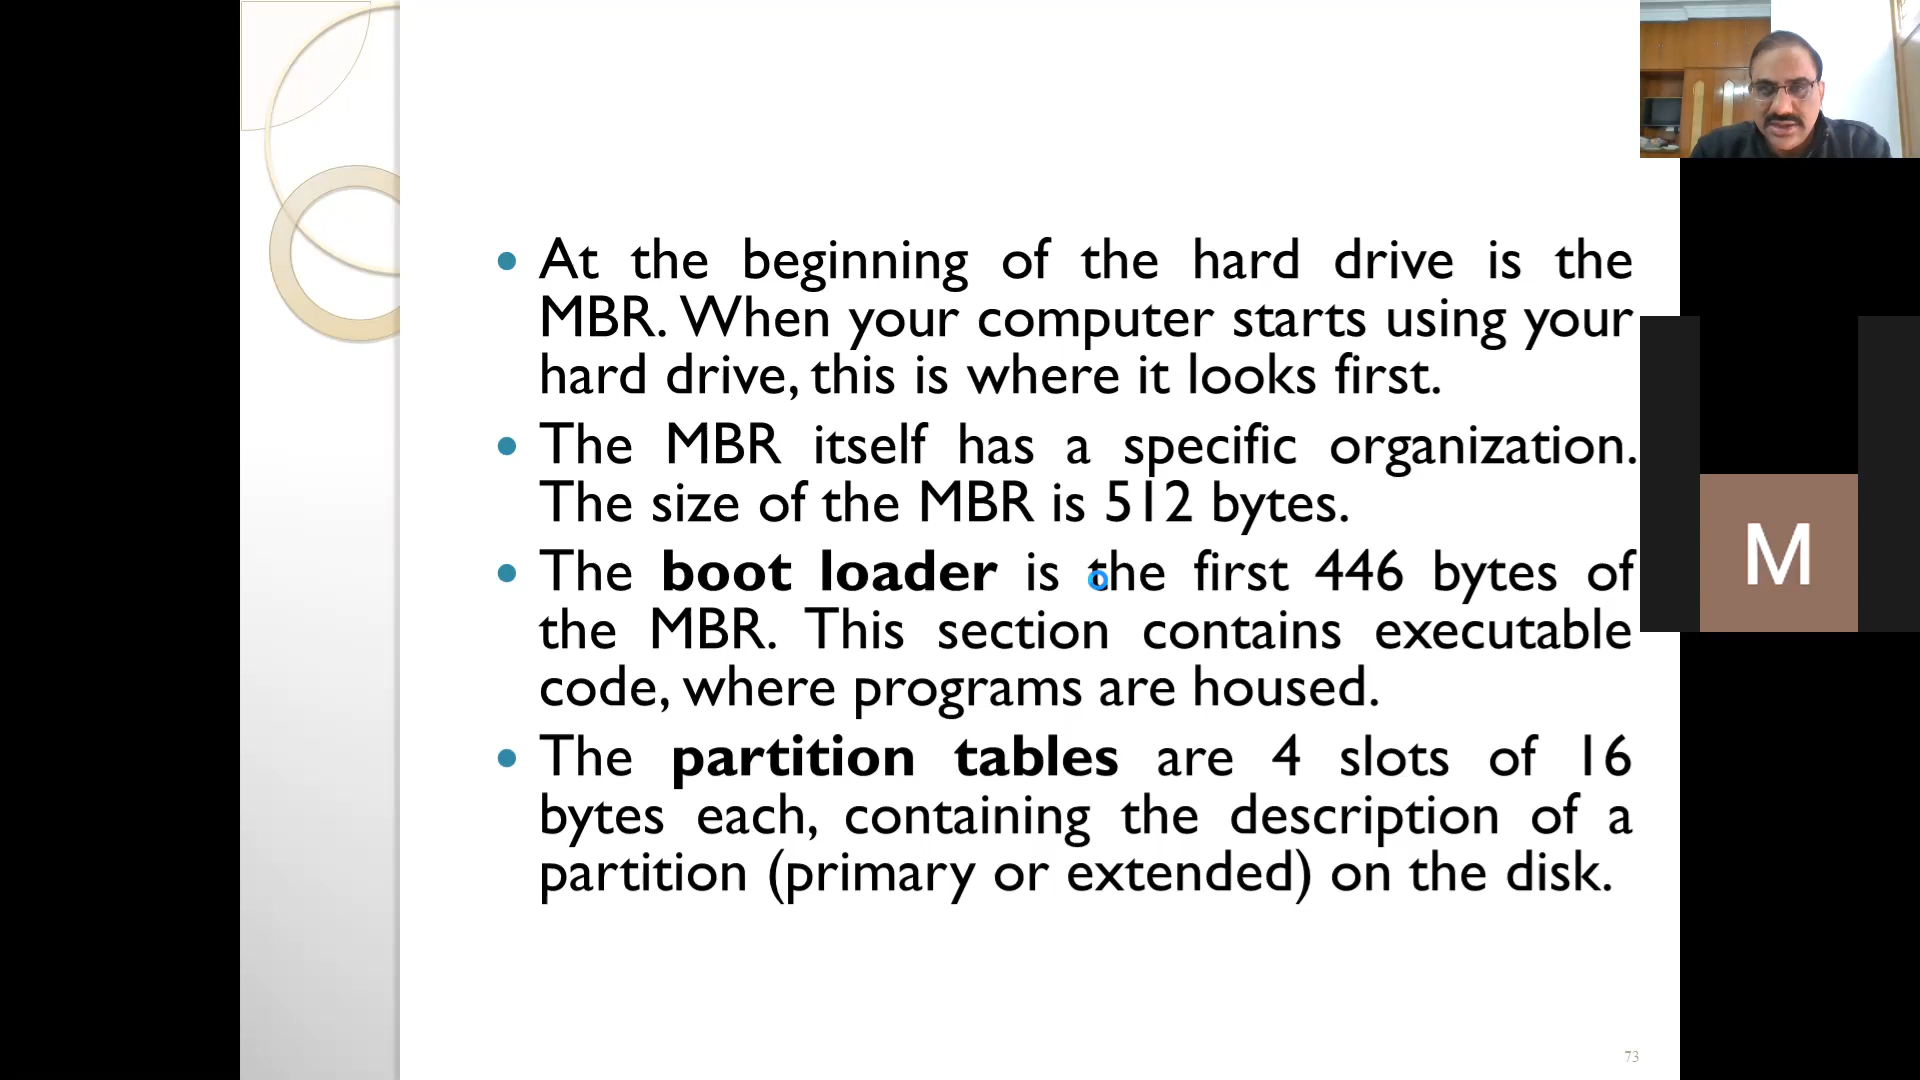 • At the beginning of the hard drive is the
MBR. When your computer starts using your
hard drive, this is where it looks first.
• The MBR itself has a specific organization.
The size of the MBR is 512 bytes.
• The boot loader is the first 446 bytes of
the MBR. This section contains executable
code, where programs are housed.
• The partition tables are 4 slots of 16
bytes each, containing the description of a
partition (primary or extended) on the disk.
M
73